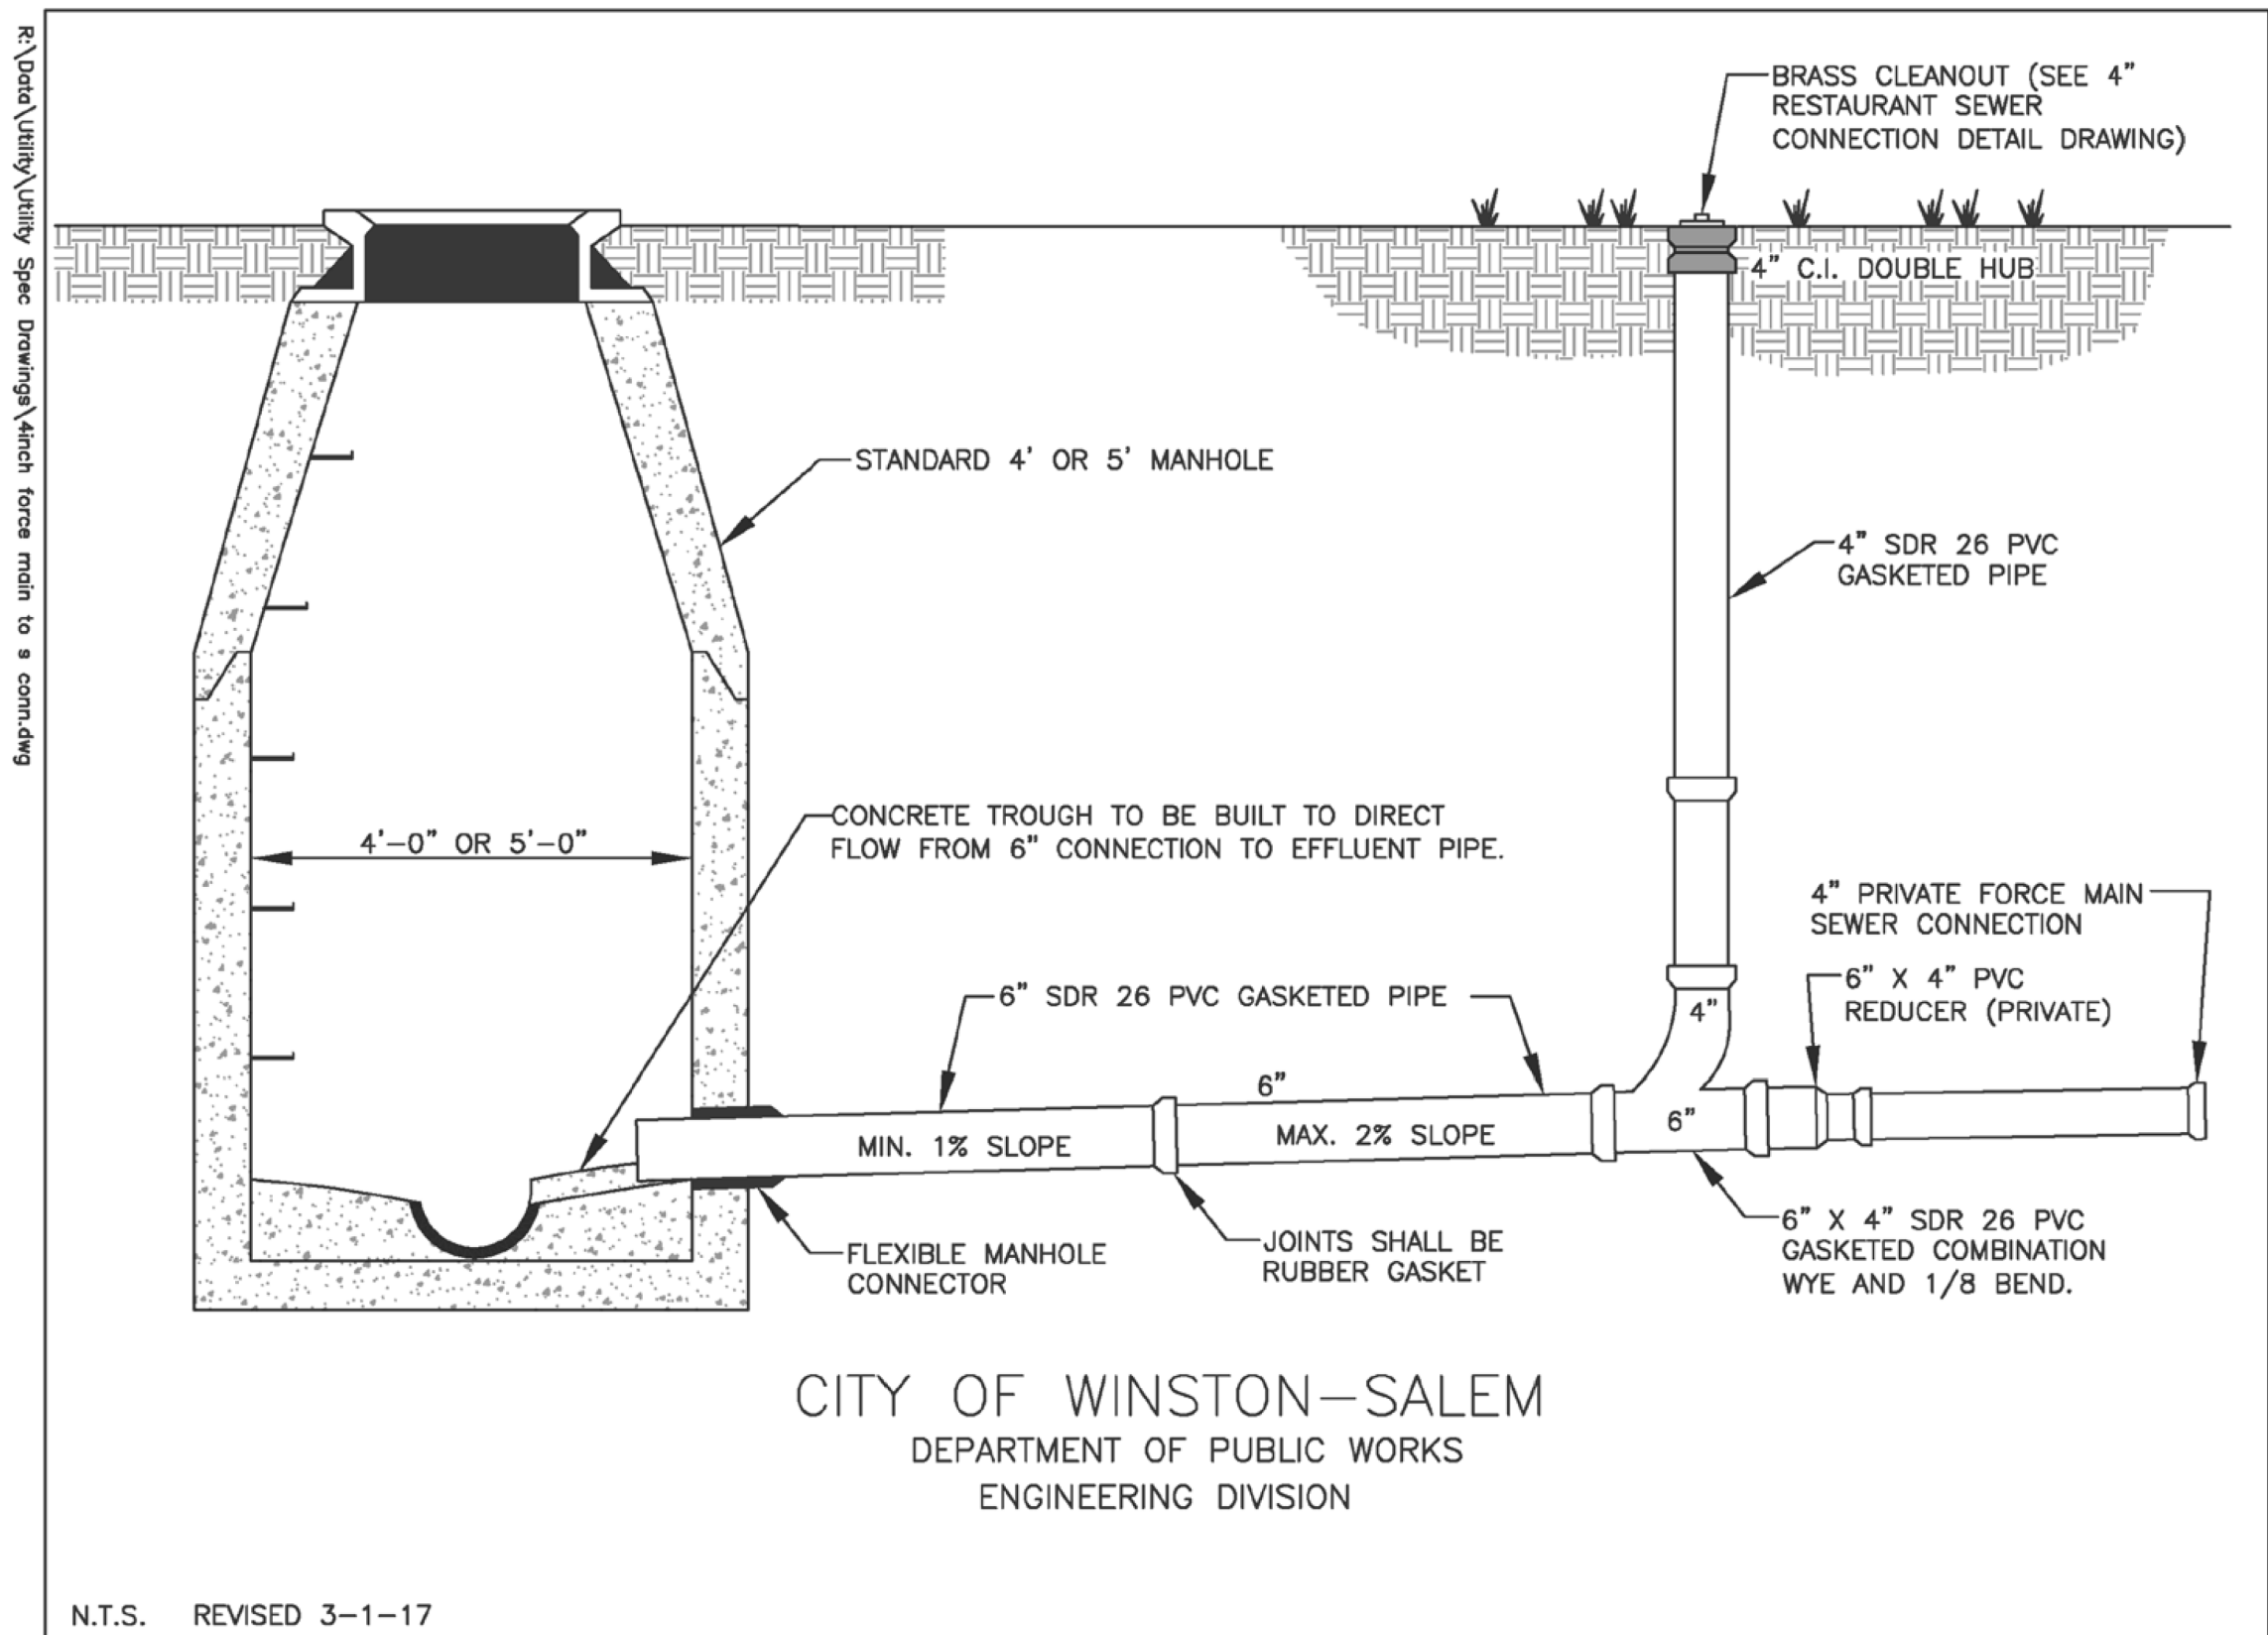 R:\Data\Utility\Utility Spec Drawings\4inch force main to s conn.dwg
BRASS CLEANOUT (SEE 4"
RESTAURANT SEWER
CONNECTION DETAIL DRAWING)
4" C.I. DOUBLE HUB
STANDARD 4' OR 5' MANHOLE
4" SDR 26 PVC
GASKETED PIPE
CONCRETE TROUGH TO BE BUILT TO DIRECT
FLOW FROM 6" CONNECTION TO EFFLUENT PIPE.
4'-0" OR 5'-0"
4" PRIVATE FORCE MAIN
SEWER CONNECTION
6" SDR 26 PVC GASKETED PIPE
6" X 4" PVC
REDUCER (PRIVATE)
4"
6"
6"
MIN. 1% SLOPE
MAX. 2% SLOPE
FLEXIBLE MANHOLE
CONNECTOR
JOINTS SHALL BE
RUBBER GASKET
6" X 4" SDR 26 PVC
GASKETED COMBINATION
WYE AND 1/8 BEND.
CITY OF WINSTON-SALEM
DEPARTMENT OF PUBLIC WORKS
ENGINEERING DIVISION
N.T.S. REVISED 3-1-17